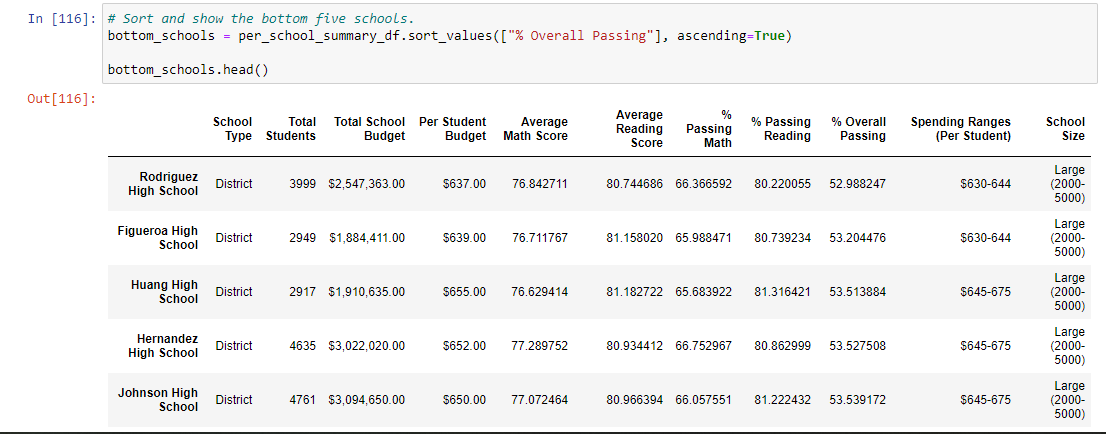 In [116]: # Sort and show the bottom five schools.
bottom_schools = per_school_summary_df.sort_values(["% Overall Passing"], ascending=True)
bottom_schools.head()
Out[116]:
School Type Total Students Total School Budget Per Student Budget Average Math Score Average Reading Score % Passing Math % Passing Reading % Overall Passing Spending Ranges (Per Student) School Size
Rodriguez High School District 3999 $2,547,363.00 $637.00 76.842711 80.744686 66.366592 80.220055 52.988247 $630-644 Large (2000-5000)
Figueroa High School District 2949 $1,884,411.00 $639.00 76.711767 81.158020 65.988471 80.739234 53.204476 $630-644 Large (2000-5000)
Huang High School District 2917 $1,910,635.00 $655.00 76.629414 81.182722 65.683922 81.316421 53.513884 $645-675 Large (2000-5000)
Hernandez High School District 4635 $3,022,020.00 $652.00 77.289752 80.934412 66.752967 80.862999 53.527508 $645-675 Large (2000-5000)
Johnson High School District 4761 $3,094,650.00 $650.00 77.072464 80.966394 66.057551 81.222432 53.539172 $645-675 Large (2000-5000)